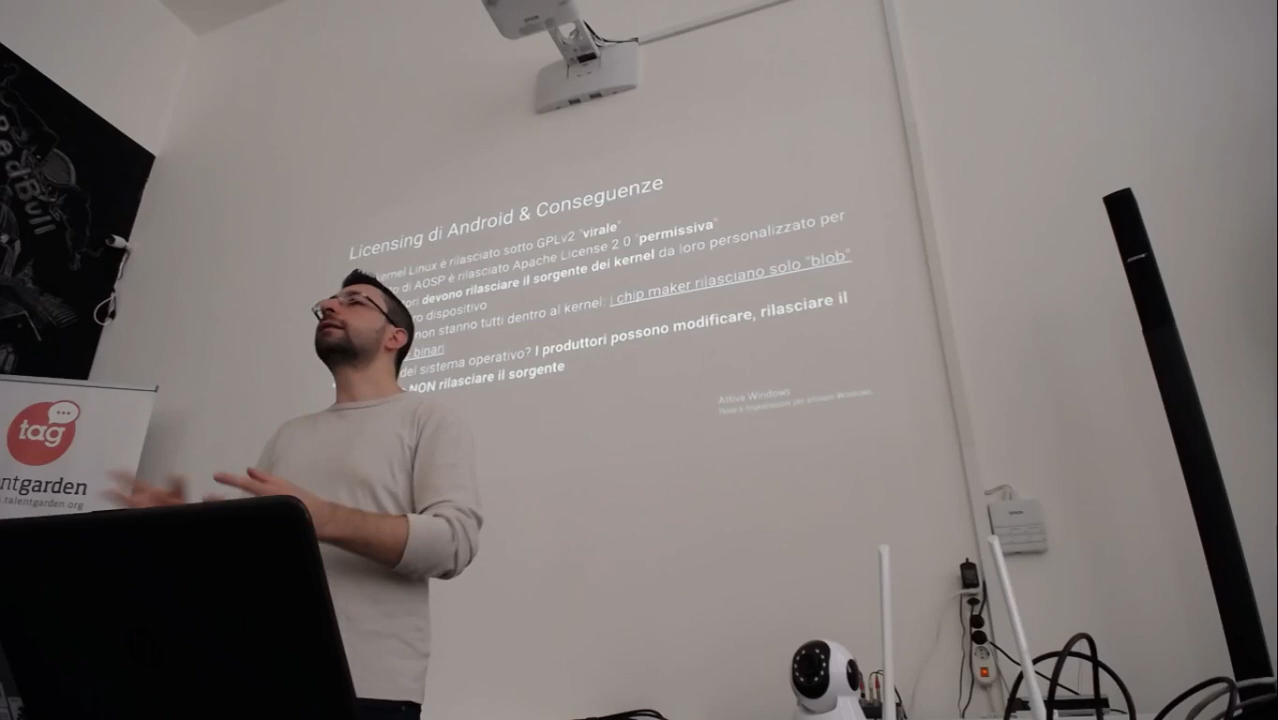 Licensing di Android & Conseguenze
kernel Linux è rilasciato sotto GPLv2 "virale"
di AOSP è rilasciato Apache License 2 0 "permissiva"
devono rilasciare il sorgente dei kernel da loro personalizzato per
dispositivo
non stanno tutti dentro al kernel: i chip maker rilasciano solo "blob"
binari
del sistema operativo? I produttori possono modificare, rilasciare il
NON rilasciare il sorgente
Attiva Windows
RedBull
tag
ntgarden
.talentgarden.org
EPSON